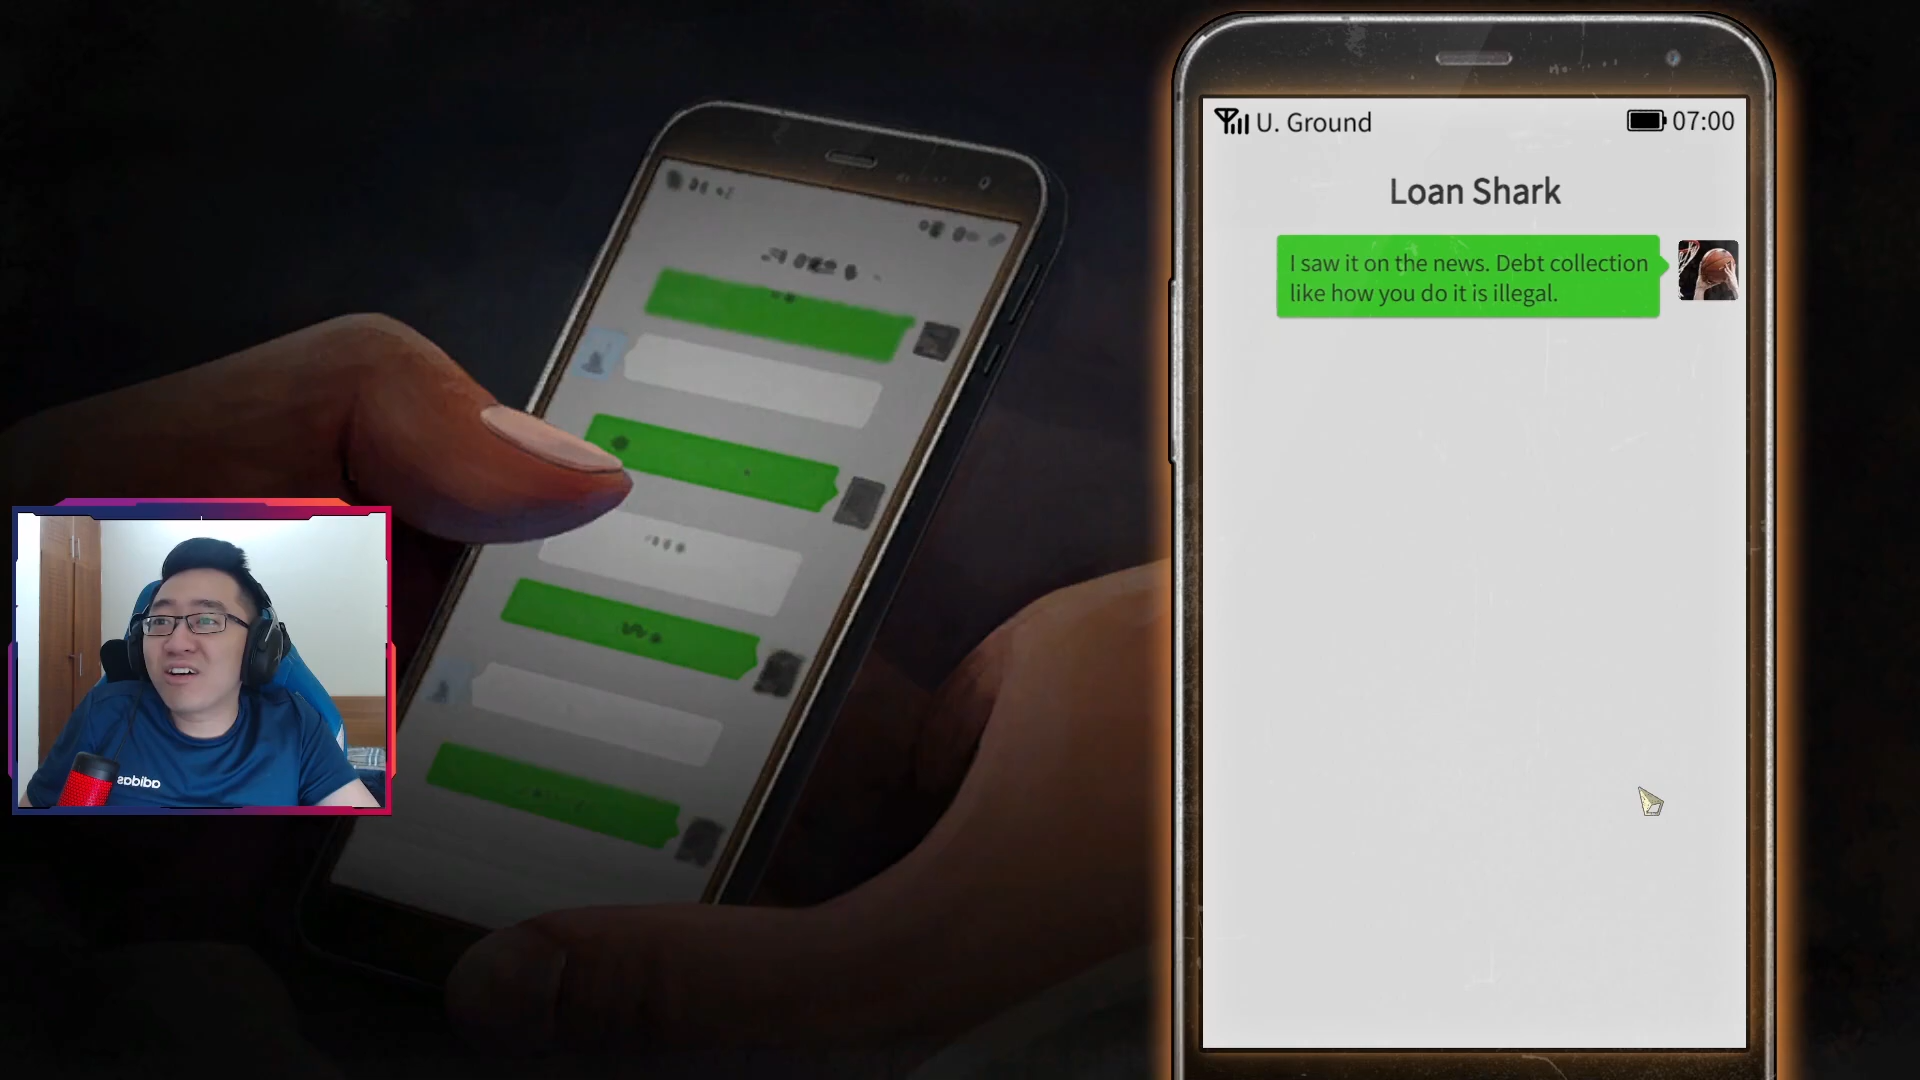 U. Ground
07:00
Loan Shark
I saw it on the news. Debt collection
like how you do it is illegal.
adidas